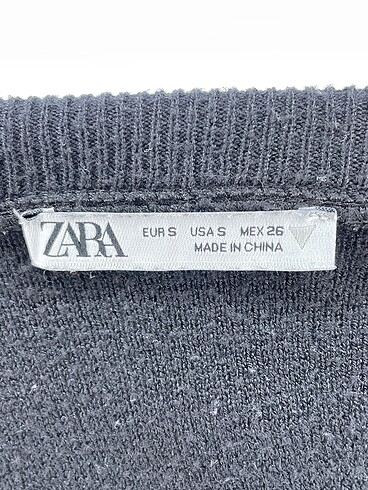 ZARA
EUR S USA S MEX 26
MADE IN CHINA